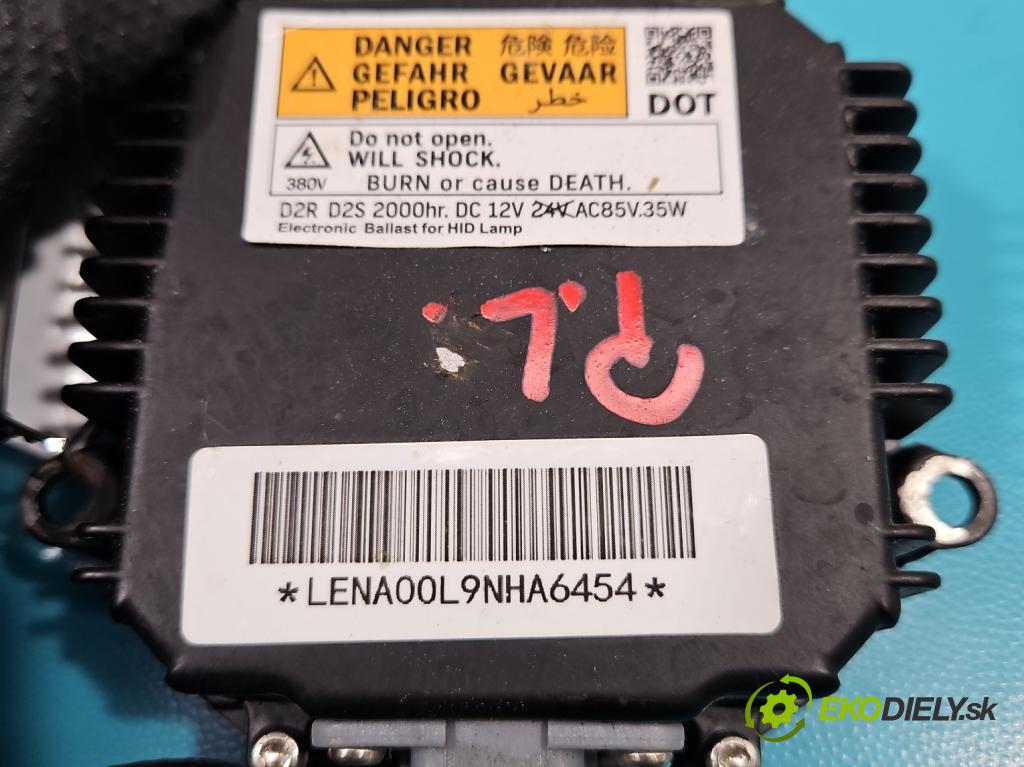 DANGER 危険 危险
GEFAHR GEVAAR
PELIGRO خطر
DOT
Do not open.
WILL SHOCK.
380V BURN or cause DEATH.
D2R D2S 2000hr. DC 12V 24V AC85V.35W
Electronic Ballast for HID Lamp
P.L.
*LENA00L9NHA6454*
EKODIELY.sk